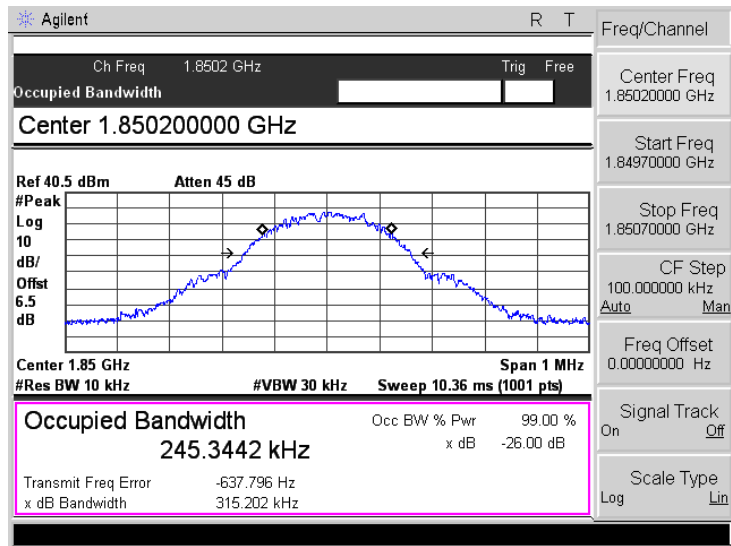 Agilent R T
Ch Freq 1.8502 GHz Trig Free
Occupied Bandwidth
Center 1.850200000 GHz
Ref 40.5 dBm Atten 45 dB
#Peak
Log
10
dB/
Offst
6.5
dB
Center 1.85 GHz Span 1 MHz
#Res BW 10 kHz #VBW 30 kHz Sweep 10.36 ms (1001 pts)
Occupied Bandwidth Occ BW % Pwr 99.00 %
245.3442 kHz x dB -26.00 dB
Transmit Freq Error -637.796 Hz
x dB Bandwidth 315.202 kHz
Freq/Channel
Center Freq
1.85020000 GHz
Start Freq
1.84970000 GHz
Stop Freq
1.85070000 GHz
CF Step
100.000000 kHz
Auto Man
Freq Offset
0.00000000 Hz
Signal Track
On Off
Scale Type
Log Lin